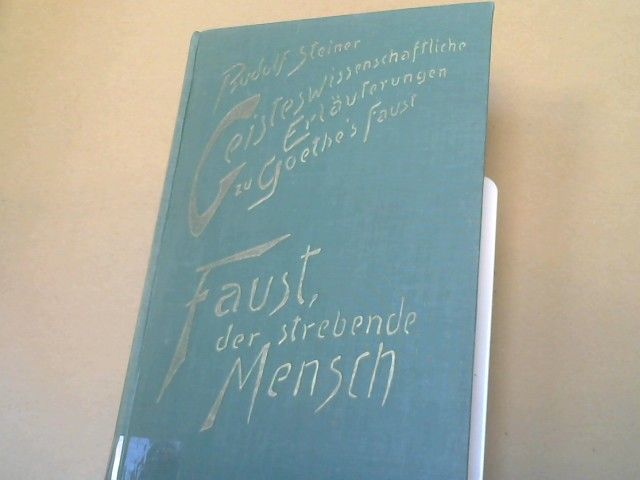 Rudolf Steiner
Geisteswissenschaftliche
Erläuterungen
zu Goethe's Faust
Faust,
der strebende
Mensch